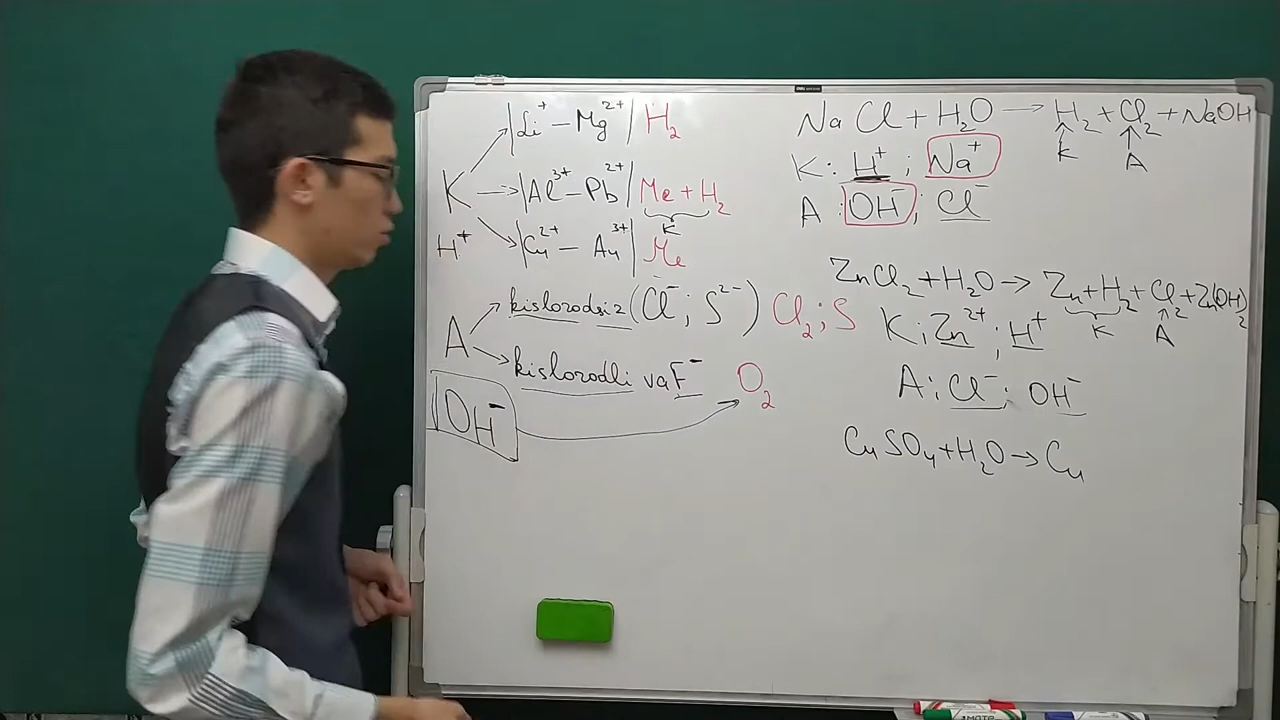 Li⁺ – Mg²⁺ | H₂
K → |Al³⁺ – Pb²⁺| Me + H₂
K
H⁺ |Cu²⁺ – Au³⁺| Me
A → kislorodsiz (Cl⁻; S²⁻) Cl₂; S
kislorodli va F⁻ O₂
OH⁻
NaCl + H₂O → H₂ + Cl₂ + NaOH
K A
K: H⁺; Na⁺
A: OH⁻; Cl⁻
ZnCl₂ + H₂O → Zn + H₂ + Cl₂ + Zn(OH)₂
K A
K: Zn²⁺; H⁺
A: Cl⁻; OH⁻
CuSO₄ + H₂O → Cu